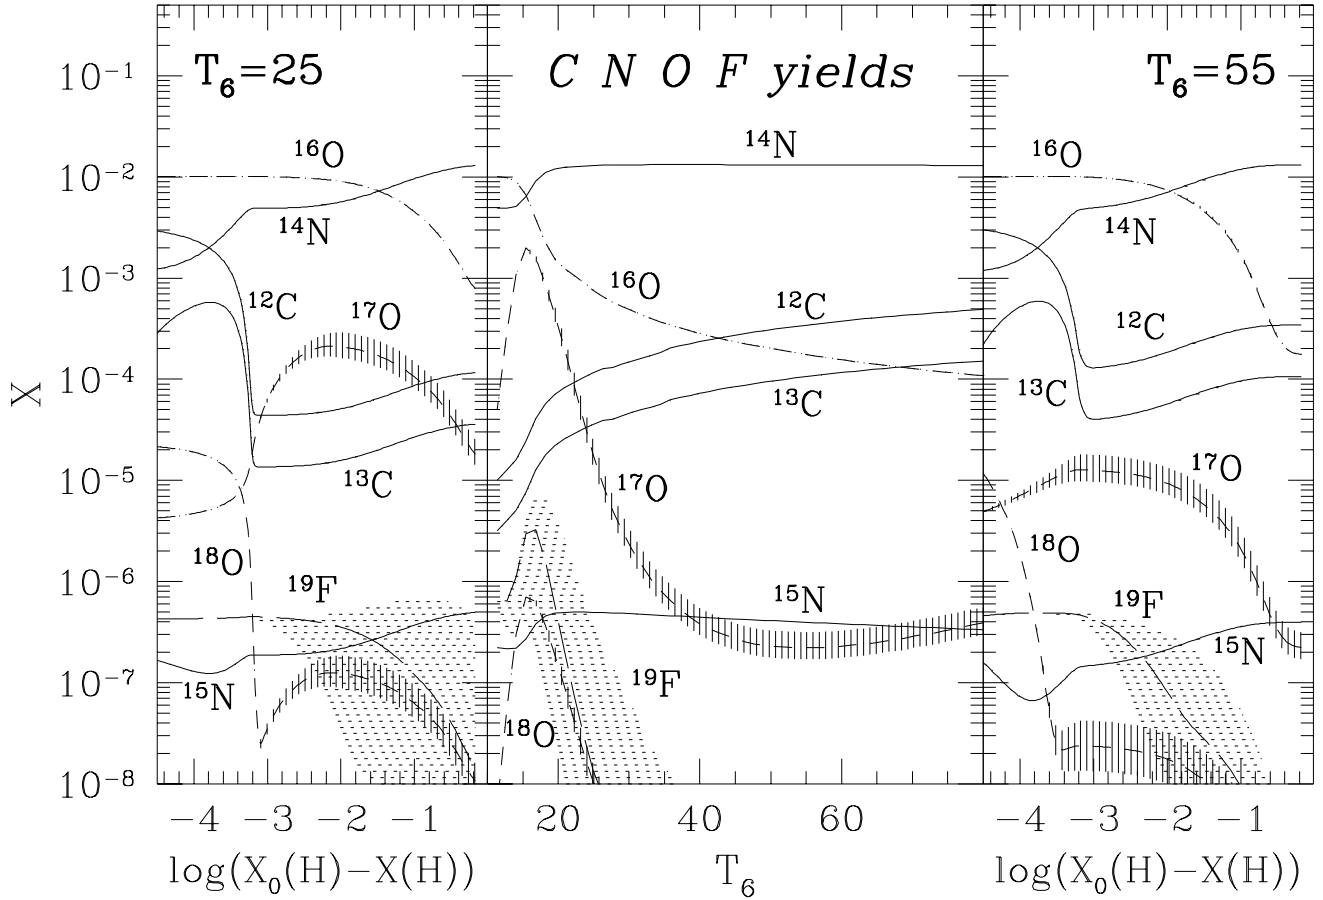 T₆=25
C N O F yields
T₆=55
10⁻¹
10⁻²
10⁻³
10⁻⁴
10⁻⁵
10⁻⁶
10⁻⁷
10⁻⁸
X
¹⁶O
¹⁴N
¹²C
¹⁷O
¹³C
¹⁸O
¹⁹F
¹⁵N
¹⁴N
¹⁶O
¹²C
¹³C
¹⁷O
¹⁵N
¹⁹F
¹⁸O
¹⁶O
¹⁴N
¹²C
¹³C
¹⁷O
¹⁸O
¹⁹F
¹⁵N
−4 −3 −2 −1
20 40 60
−4 −3 −2 −1
log(X₀(H)−X(H))
T₆
log(X₀(H)−X(H))